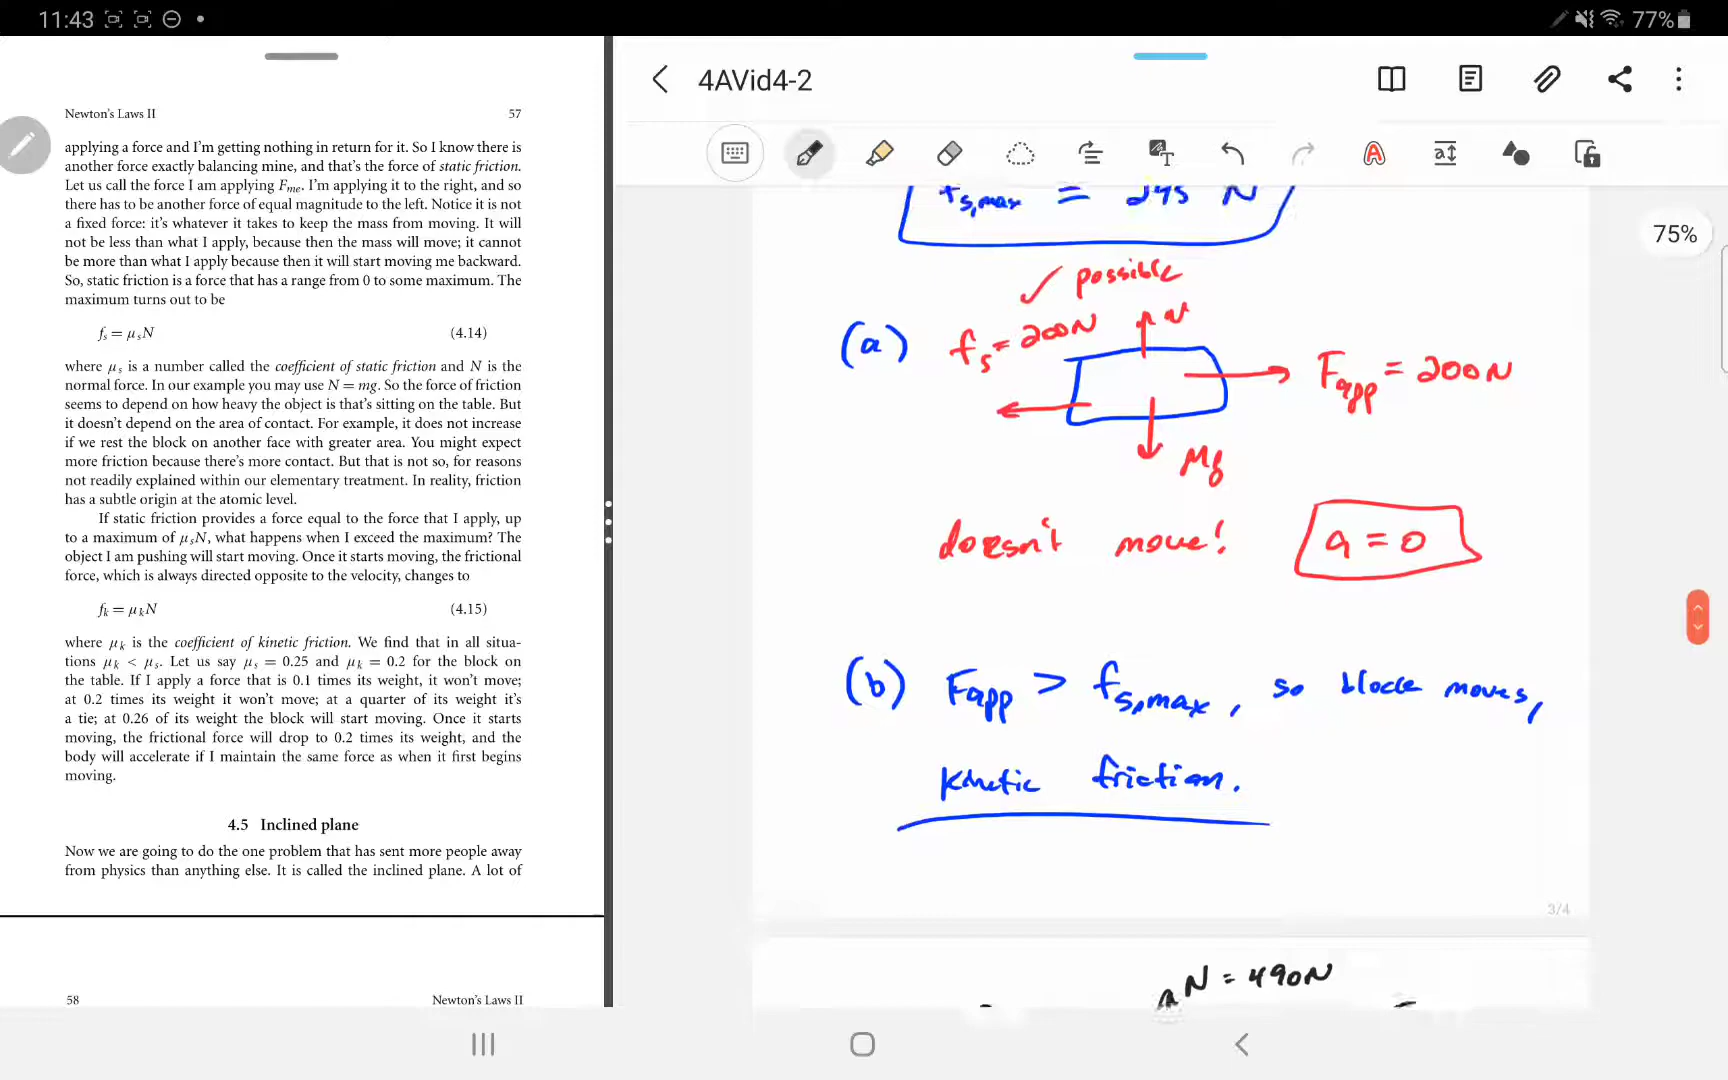 11:43
77%
Newton's Laws II 57
applying a force and I'm getting nothing in return for it. So I know there is
another force exactly balancing mine, and that's the force of static friction.
Let us call the force I am applying Fme. I'm applying it to the right, and so
there has to be another force of equal magnitude to the left. Notice it is not
a fixed force: it's whatever it takes to keep the mass from moving. It will
not be less than what I apply, because then the mass will move; it cannot
be more than what I apply because then it will start moving me backward.
So, static friction is a force that has a range from 0 to some maximum. The
maximum turns out to be
fs = μsN (4.14)
where μs is a number called the coefficient of static friction and N is the
normal force. In our example you may use N = mg. So the force of friction
seems to depend on how heavy the object is that's sitting on the table. But
it doesn't depend on the area of contact. For example, it does not increase
if we rest the block on another face with greater area. You might expect
more friction because there's more contact. But that is not so, for reasons
not readily explained within our elementary treatment. In reality, friction
has a subtle origin at the atomic level.
If static friction provides a force equal to the force that I apply, up
to a maximum of μsN, what happens when I exceed the maximum? The
object I am pushing will start moving. Once it starts moving, the frictional
force, which is always directed opposite to the velocity, changes to
fk = μkN (4.15)
where μk is the coefficient of kinetic friction. We find that in all situa-
tions μk < μs. Let us say μs = 0.25 and μk = 0.2 for the block on
the table. If I apply a force that is 0.1 times its weight, it won't move;
at 0.2 times its weight it won't move; at a quarter of its weight it's
a tie; at 0.26 of its weight the block will start moving. Once it starts
moving, the frictional force will drop to 0.2 times its weight, and the
body will accelerate if I maintain the same force as when it first begins
moving.
4.5 Inclined plane
Now we are going to do the one problem that has sent more people away
from physics than anything else. It is called the inclined plane. A lot of
58 Newton's Laws II
4AVid4-2
75%
fs,max = 245 N
✓ possible
(a) fs = 200N N
Fapp = 200N
Mg
doesn't move! a = 0
(b) Fapp > fs,max, so block moves,
kinetic friction.
3/4
N = 490N